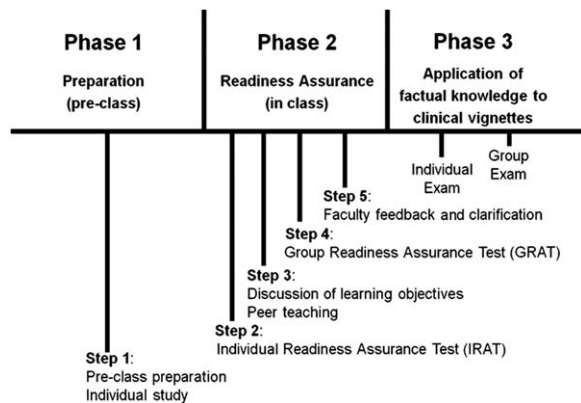 Phase 1
Preparation
(pre-class)
Phase 2
Readiness Assurance
(in class)
Phase 3
Application of
factual knowledge to
clinical vignettes
Individual
Exam
Group
Exam
Step 5:
Faculty feedback and clarification
Step 4:
Group Readiness Assurance Test (GRAT)
Step 3:
Discussion of learning objectives
Peer teaching
Step 2:
Individual Readiness Assurance Test (IRAT)
Step 1:
Pre-class preparation
Individual study